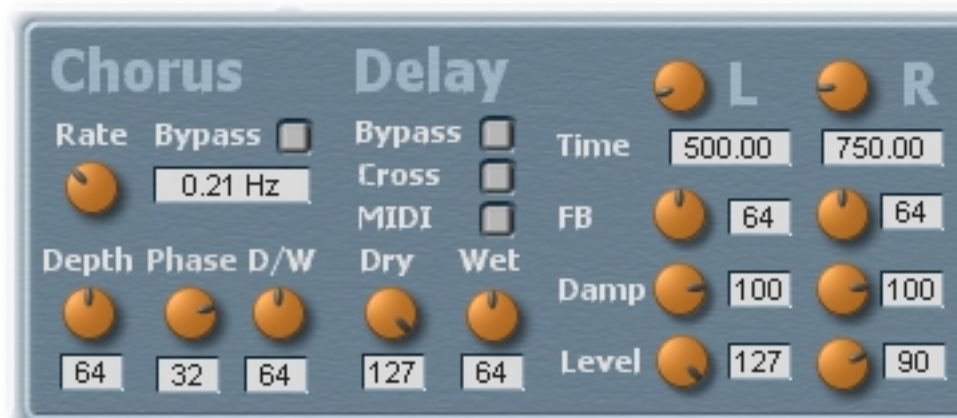 Chorus Delay L R
Rate Bypass Bypass Time 500.00 750.00
0.21 Hz Cross
MIDI FB 64 64
Depth Phase D/W Dry Wet
Damp 100 100
64 32 64 127 64 Level 127 90